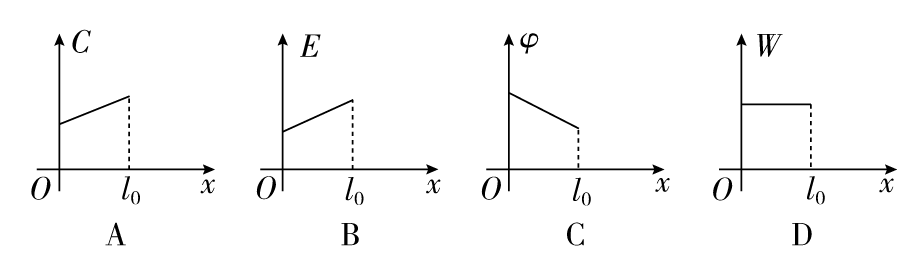 C E φ W
O l₀ x O l₀ x O l₀ x O l₀ x
A B C D